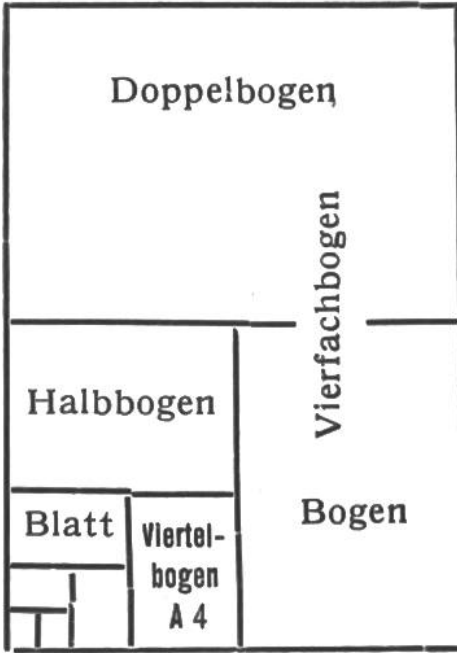 Doppelbogen
Vierfachbogen
Halbbogen
Bogen
Blatt
Viertel-
bogen
A 4